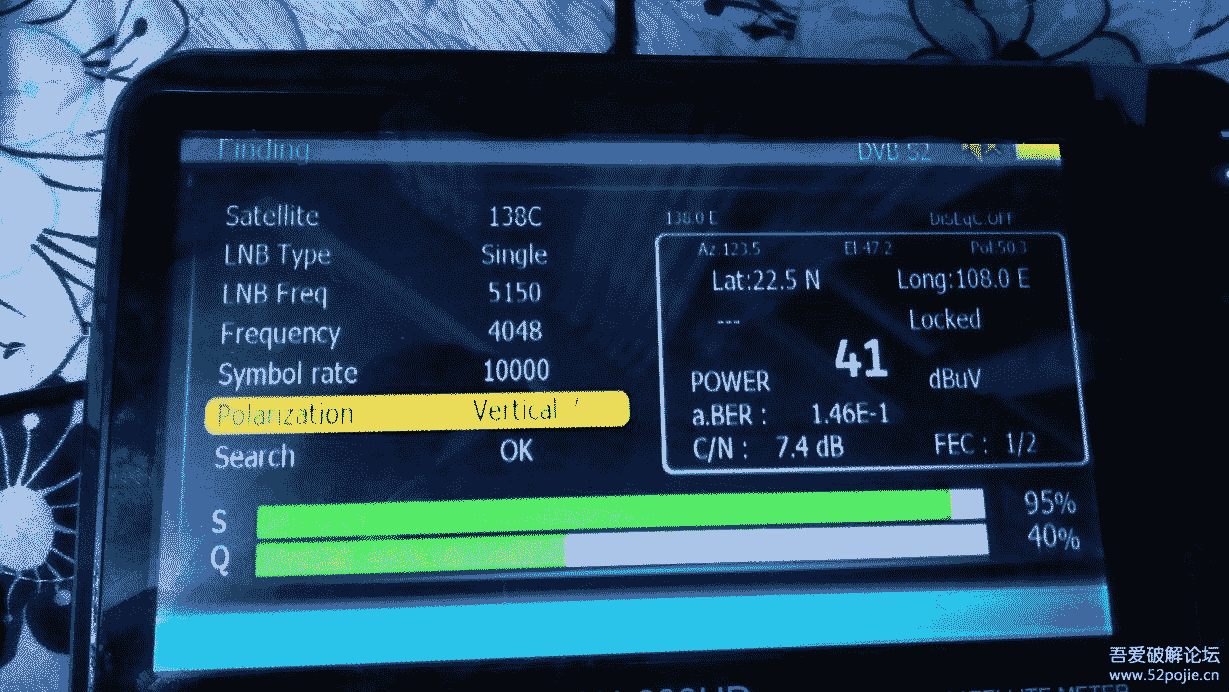 Finding DVB-S2
Satellite 138C
LNB Type Single
LNB Freq 5150
Frequency 4048
Symbol rate 10000
Polarization Vertical
Search OK
138.0 E DiSEqC:OFF
Az:123.5 El:47.2 Pol:50.3
Lat:22.5 N Long:108.0 E
--- Locked
POWER 41 dBuV
a.BER : 1.46E-1
C/N : 7.4 dB FEC : 1/2
S 95%
Q 40%
吾爱破解论坛
www.52pojie.cn